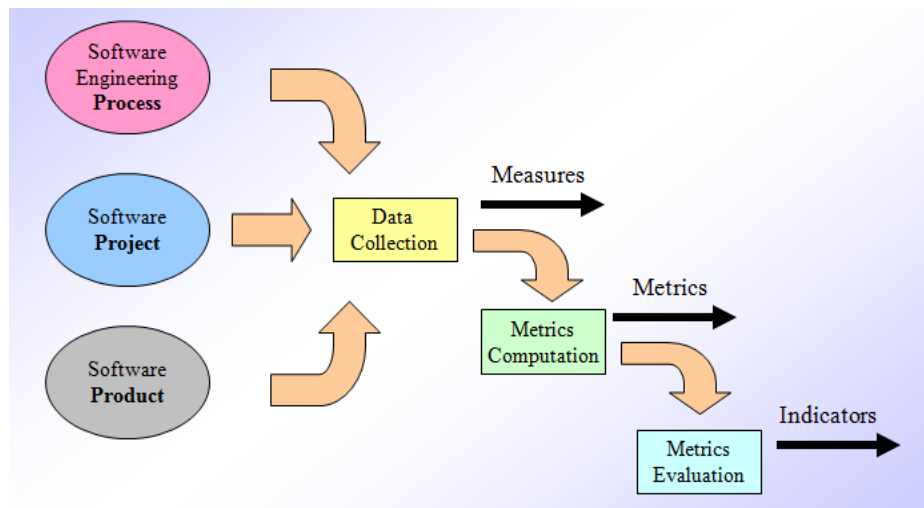 Software
Engineering
Process
Software
Project
Software
Product
Data
Collection
Measures
Metrics
Computation
Metrics
Metrics
Evaluation
Indicators